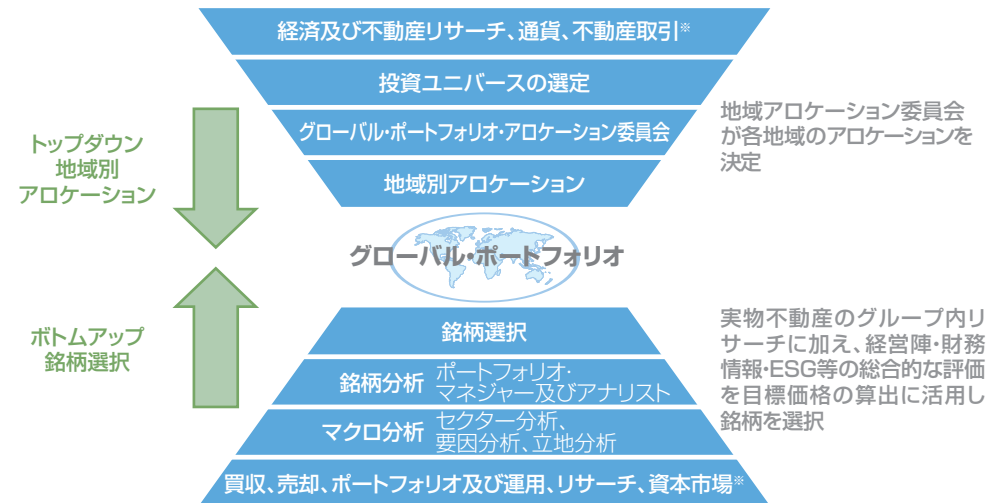 経済及び不動産リサーチ、通貨、不動産取引※
投資ユニバースの選定
グローバル・ポートフォリオ・アロケーション委員会
地域別アロケーション
トップダウン
地域別
アロケーション
地域アロケーション委員会
が各地域のアロケーションを
決定
グローバル・ポートフォリオ
ボトムアップ
銘柄選択
銘柄選択
銘柄分析 ポートフォリオ・
マネジャー及びアナリスト
マクロ分析 セクター分析、
要因分析、立地分析
買収、売却、ポートフォリオ及び運用、リサーチ、資本市場※
実物不動産のグループ内リ
サーチに加え、経営陣・財務
情報・ESG等の総合的な評価
を目標価格の算出に活用し
銘柄を選択